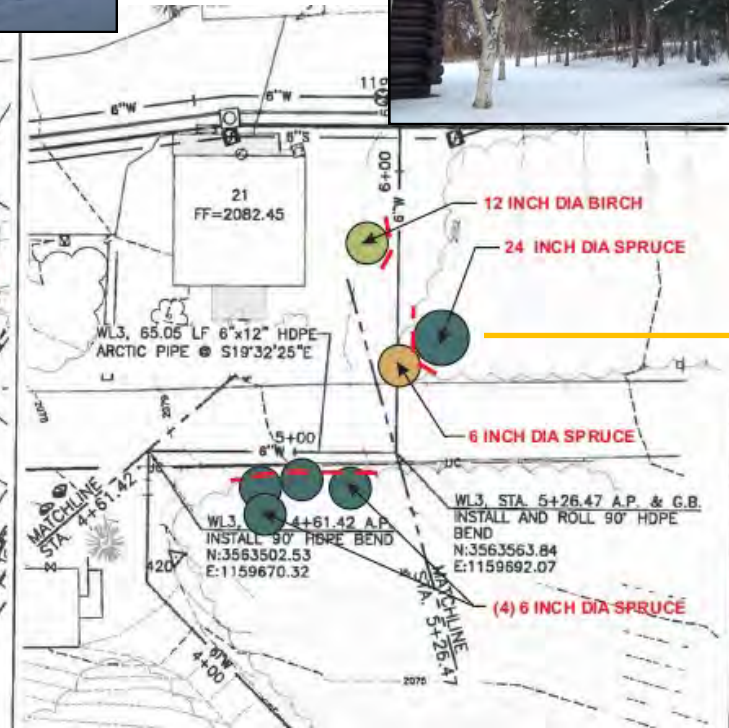 11
6"W
6"W
6"S
6+00
6"W
21
FF=2082.45
12 INCH DIA BIRCH
24 INCH DIA SPRUCE
WL3, 65.05 LF 6"x12" HDPE
ARCTIC PIPE @ S19°32'25"E
6 INCH DIA SPRUCE
5+00
6"W
UC
UC
MATCHLINE
STA. 4+61.42
WL3, 4+61.42 A.P.
INSTALL 90° HDPE BEND
N:3563502.53
E:1159670.32
WL3, STA. 5+26.47 A.P. & G.B.
INSTALL AND ROLL 90° HDPE
BEND
N:3563563.84
E:1159692.07
MATCHLINE
STA. 5+26.47
(4) 6 INCH DIA SPRUCE
420
6"W
4+00
2075